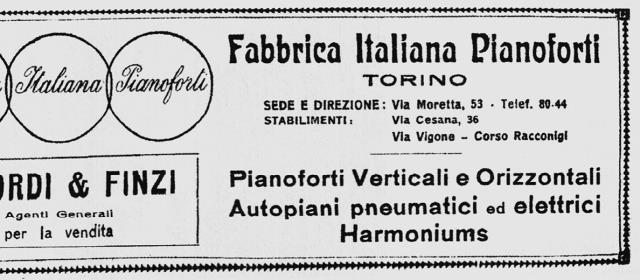 Italiana Pianoforti
ORDI & FINZI
Agenti Generali
per la vendita
Fabbrica Italiana Pianoforti
TORINO
SEDE E DIREZIONE: Via Moretta, 53 - Telef. 80-44
STABILIMENTI: Via Cesana, 36
Via Vigone - Corso Racconigi
Pianoforti Verticali e Orizzontali
Autopiani pneumatici ed elettrici
Harmoniums